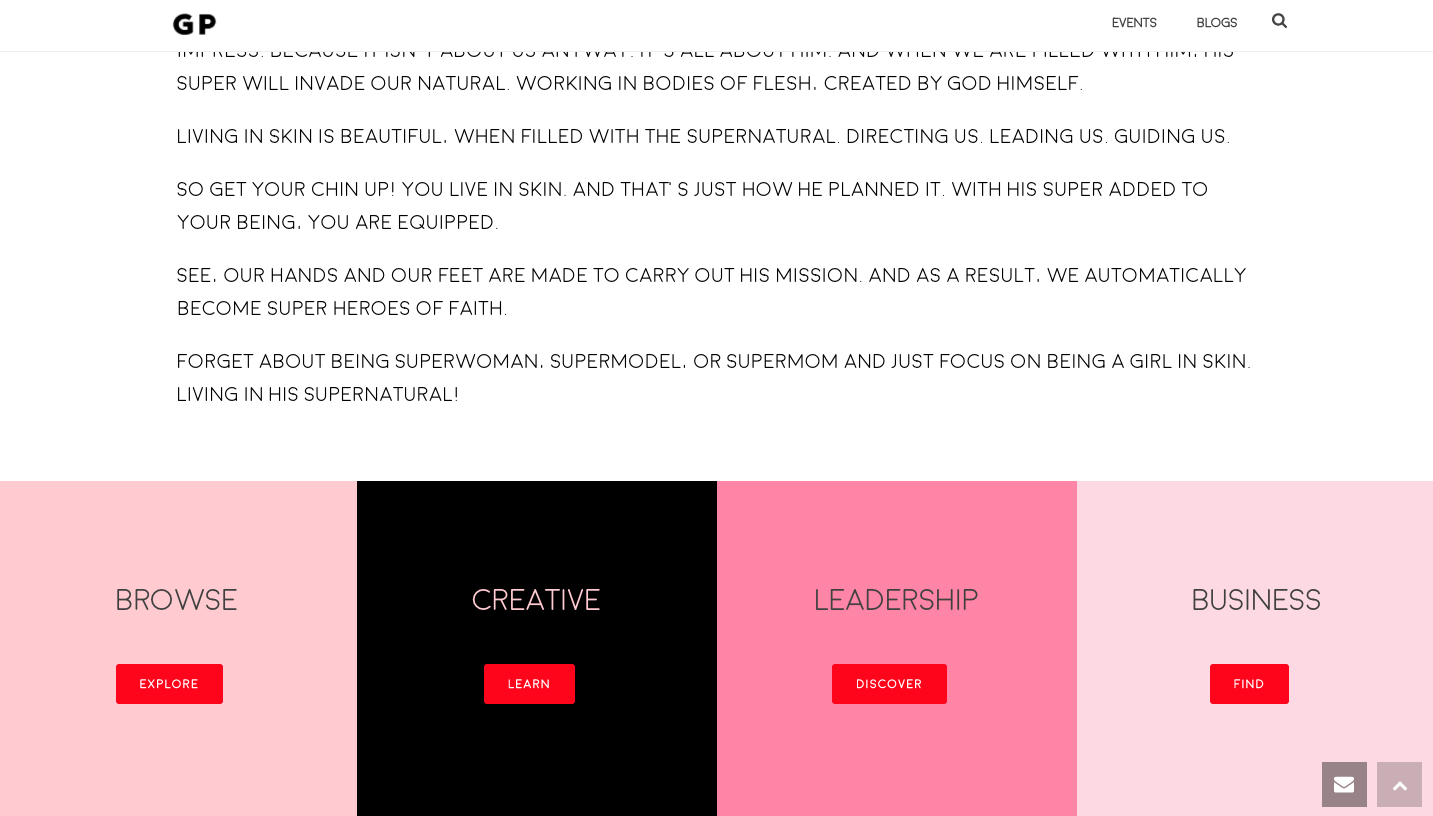 GP
EVENTS
BLOGS
IMPRESS. BECAUSE IT ISN'T ABOUT US ANYWAY. IT'S ALL ABOUT HIM. AND WHEN WE ARE FILLED WITH HIM, HIS
SUPER WILL INVADE OUR NATURAL. WORKING IN BODIES OF FLESH, CREATED BY GOD HIMSELF.
LIVING IN SKIN IS BEAUTIFUL, WHEN FILLED WITH THE SUPERNATURAL. DIRECTING US. LEADING US. GUIDING US.
SO GET YOUR CHIN UP! YOU LIVE IN SKIN. AND THAT'S JUST HOW HE PLANNED IT. WITH HIS SUPER ADDED TO
YOUR BEING, YOU ARE EQUIPPED.
SEE, OUR HANDS AND OUR FEET ARE MADE TO CARRY OUT HIS MISSION. AND AS A RESULT, WE AUTOMATICALLY
BECOME SUPER HEROES OF FAITH.
FORGET ABOUT BEING SUPERWOMAN, SUPERMODEL, OR SUPERMOM AND JUST FOCUS ON BEING A GIRL IN SKIN.
LIVING IN HIS SUPERNATURAL!
BROWSE
EXPLORE
CREATIVE
LEARN
LEADERSHIP
DISCOVER
BUSINESS
FIND